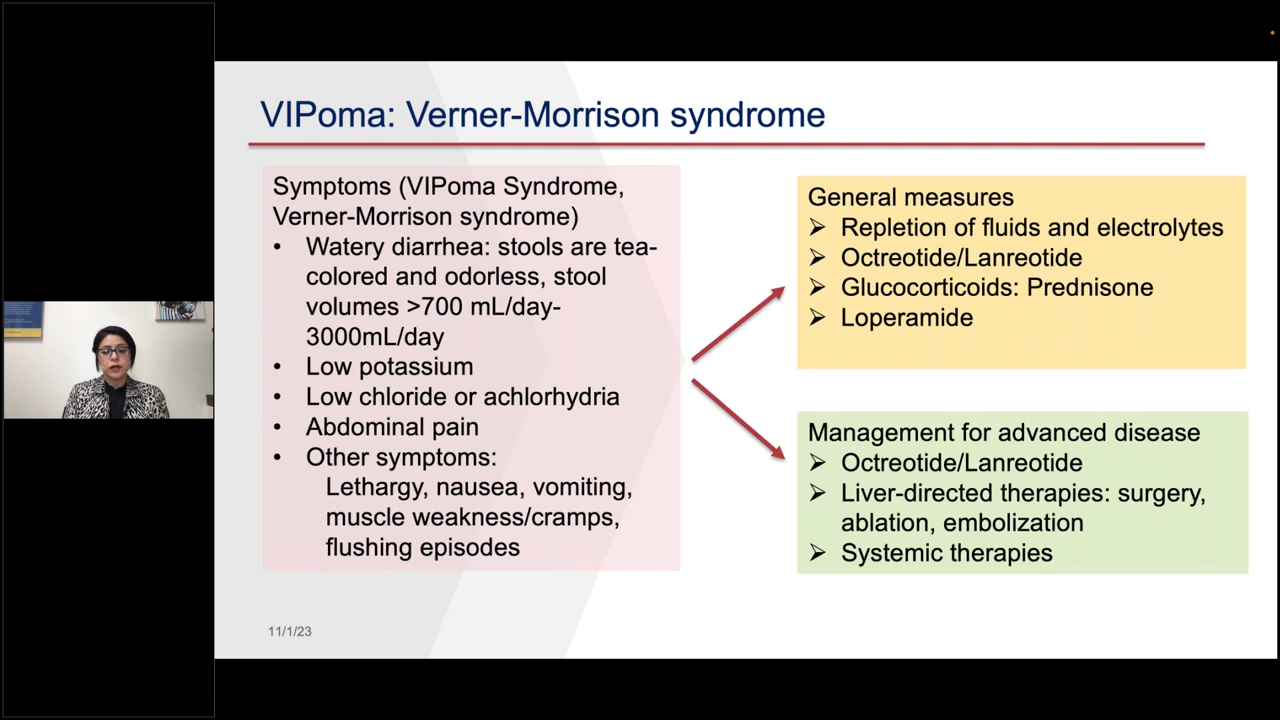 VIPoma: Verner-Morrison syndrome
Symptoms (VIPoma Syndrome,
Verner-Morrison syndrome)
• Watery diarrhea: stools are tea-
colored and odorless, stool
volumes >700 mL/day-
3000mL/day
• Low potassium
• Low chloride or achlorhydria
• Abdominal pain
• Other symptoms:
Lethargy, nausea, vomiting,
muscle weakness/cramps,
flushing episodes
General measures
➢ Repletion of fluids and electrolytes
➢ Octreotide/Lanreotide
➢ Glucocorticoids: Prednisone
➢ Loperamide
Management for advanced disease
➢ Octreotide/Lanreotide
➢ Liver-directed therapies: surgery,
ablation, embolization
➢ Systemic therapies
11/1/23